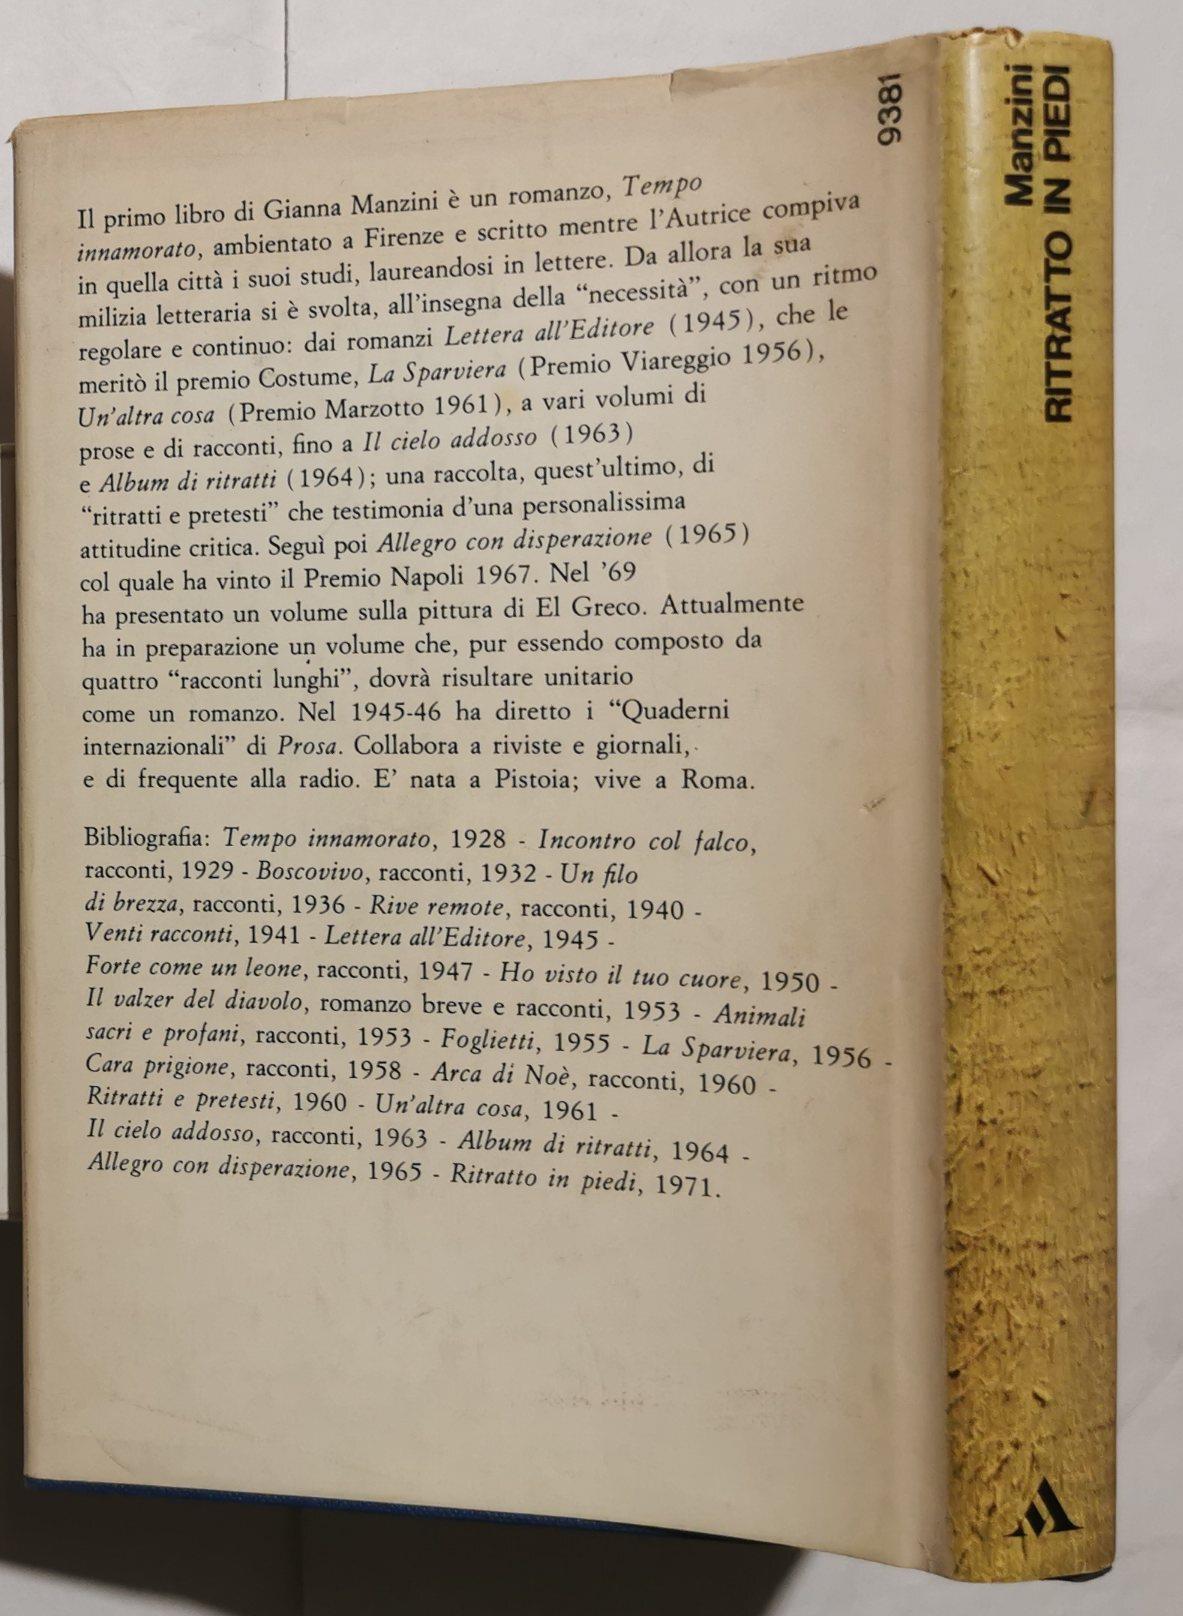 Il primo libro di Gianna Manzini è un romanzo, Tempo
innamorato, ambientato a Firenze e scritto mentre l'Autrice compiva
in quella città i suoi studi, laureandosi in lettere. Da allora la sua
milizia letteraria si è svolta, all'insegna della “necessità”, con un ritmo
regolare e continuo: dai romanzi Lettera all'Editore (1945), che le
meritò il premio Costume, La Sparviera (Premio Viareggio 1956),
Un'altra cosa (Premio Marzotto 1961), a vari volumi di
prose e di racconti, fino a Il cielo addosso (1963)
e Album di ritratti (1964); una raccolta, quest'ultimo, di
“ritratti e pretesti” che testimonia d'una personalissima
attitudine critica. Seguì poi Allegro con disperazione (1965)
col quale ha vinto il Premio Napoli 1967. Nel '69
ha presentato un volume sulla pittura di El Greco. Attualmente
ha in preparazione un volume che, pur essendo composto da
quattro “racconti lunghi”, dovrà risultare unitario
come un romanzo. Nel 1945-46 ha diretto i “Quaderni
internazionali” di Prosa. Collabora a riviste e giornali,
e di frequente alla radio. E' nata a Pistoia; vive a Roma.
Bibliografia: Tempo innamorato, 1928 - Incontro col falco,
racconti, 1929 - Boscovivo, racconti, 1932 - Un filo
di brezza, racconti, 1936 - Rive remote, racconti, 1940 -
Venti racconti, 1941 - Lettera all'Editore, 1945 -
Forte come un leone, racconti, 1947 - Ho visto il tuo cuore, 1950 -
Il valzer del diavolo, romanzo breve e racconti, 1953 - Animali
sacri e profani, racconti, 1953 - Foglietti, 1955 - La Sparviera, 1956 -
Cara prigione, racconti, 1958 - Arca di Noè, racconti, 1960 -
Ritratti e pretesti, 1960 - Un'altra cosa, 1961 -
Il cielo addosso, racconti, 1963 - Album di ritratti, 1964 -
Allegro con disperazione, 1965 - Ritratto in piedi, 1971.
9381
Manzini
RITRATTO IN PIEDI